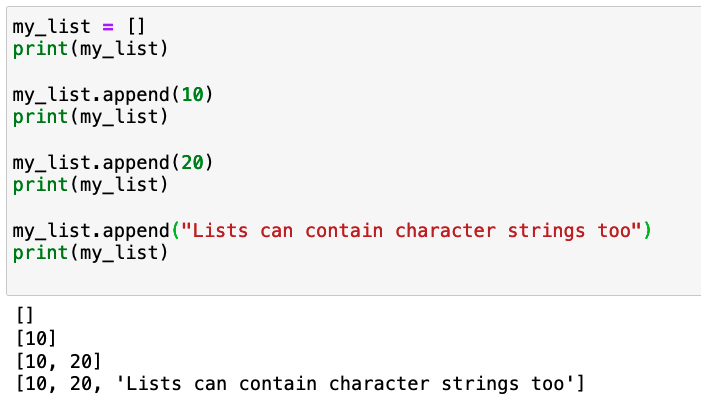 my_list = []
print(my_list)
my_list.append(10)
print(my_list)
my_list.append(20)
print(my_list)
my_list.append("Lists can contain character strings too")
print(my_list)
[]
[10]
[10, 20]
[10, 20, 'Lists can contain character strings too']